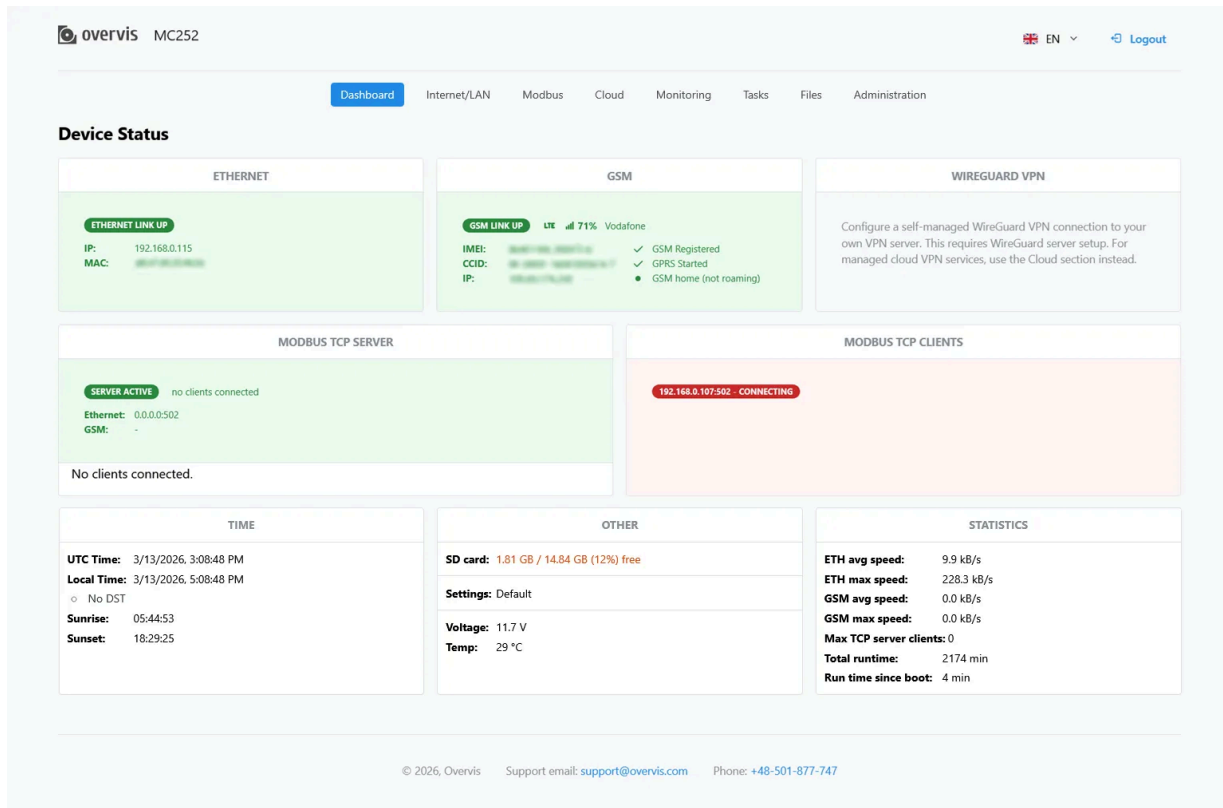 overvis MC252
EN Logout
Dashboard Internet/LAN Modbus Cloud Monitoring Tasks Files Administration
Device Status
ETHERNET
ETHERNET LINK UP
IP: 192.168.0.115
MAC:
GSM
GSM LINK UP LTE 71% Vodafone
IMEI: GSM Registered
CCID: GPRS Started
IP: GSM home (not roaming)
WIREGUARD VPN
Configure a self-managed WireGuard VPN connection to your
own VPN server. This requires WireGuard server setup. For
managed cloud VPN services, use the Cloud section instead.
MODBUS TCP SERVER
SERVER ACTIVE no clients connected
Ethernet: 0.0.0.0:502
GSM: -
No clients connected.
MODBUS TCP CLIENTS
192.168.0.107:502 - CONNECTING
TIME
UTC Time: 3/13/2026, 3:08:48 PM
Local Time: 3/13/2026, 5:08:48 PM
No DST
Sunrise: 05:44:53
Sunset: 18:29:25
OTHER
SD card: 1.81 GB / 14.84 GB (12%) free
Settings: Default
Voltage: 11.7 V
Temp: 29 °C
STATISTICS
ETH avg speed: 9.9 kB/s
ETH max speed: 228.3 kB/s
GSM avg speed: 0.0 kB/s
GSM max speed: 0.0 kB/s
Max TCP server clients: 0
Total runtime: 2174 min
Run time since boot: 4 min
© 2026, Overvis Support email: support@overvis.com Phone: +48-501-877-747